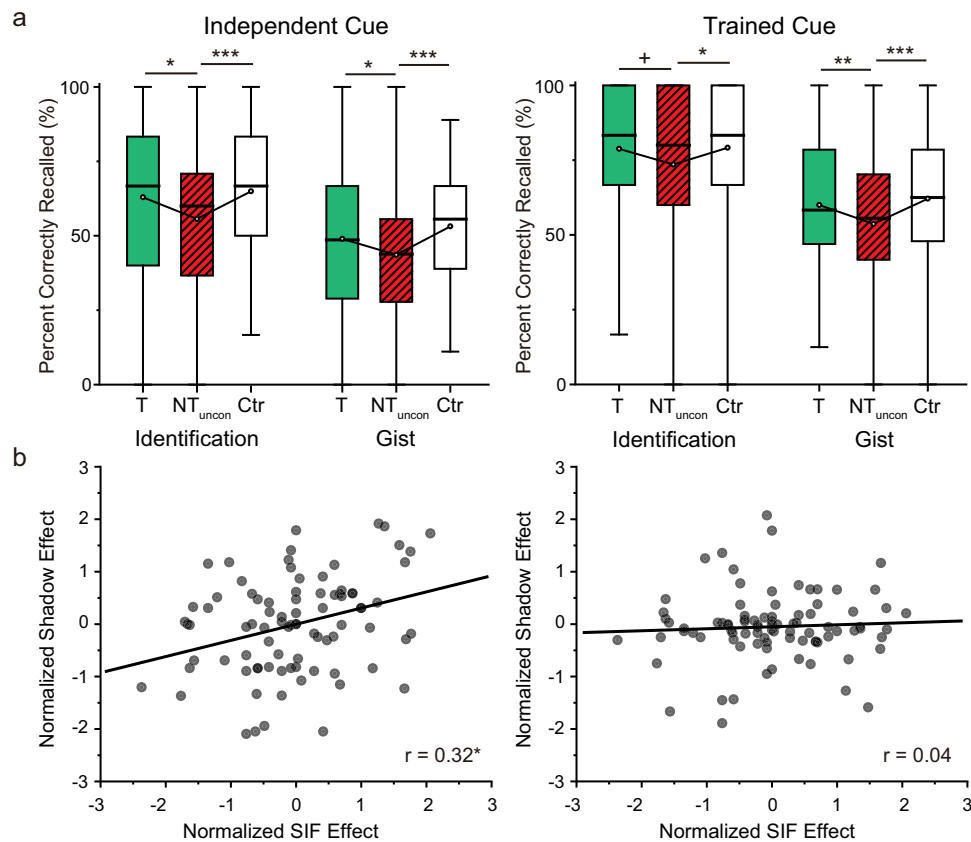 a
Independent Cue
Trained Cue
* *** * *** + * ** ***
Percent Correctly Recalled (%)
100
50
0
T NTuncon Ctr T NTuncon Ctr
Identification Gist
Percent Correctly Recalled (%)
100
50
0
T NTuncon Ctr T NTuncon Ctr
Identification Gist
b
Normalized Shadow Effect
3
2
1
0
-1
-2
-3
r = 0.32*
-3 -2 -1 0 1 2 3
Normalized SIF Effect
Normalized Shadow Effect
3
2
1
0
-1
-2
-3
r = 0.04
-3 -2 -1 0 1 2 3
Normalized SIF Effect